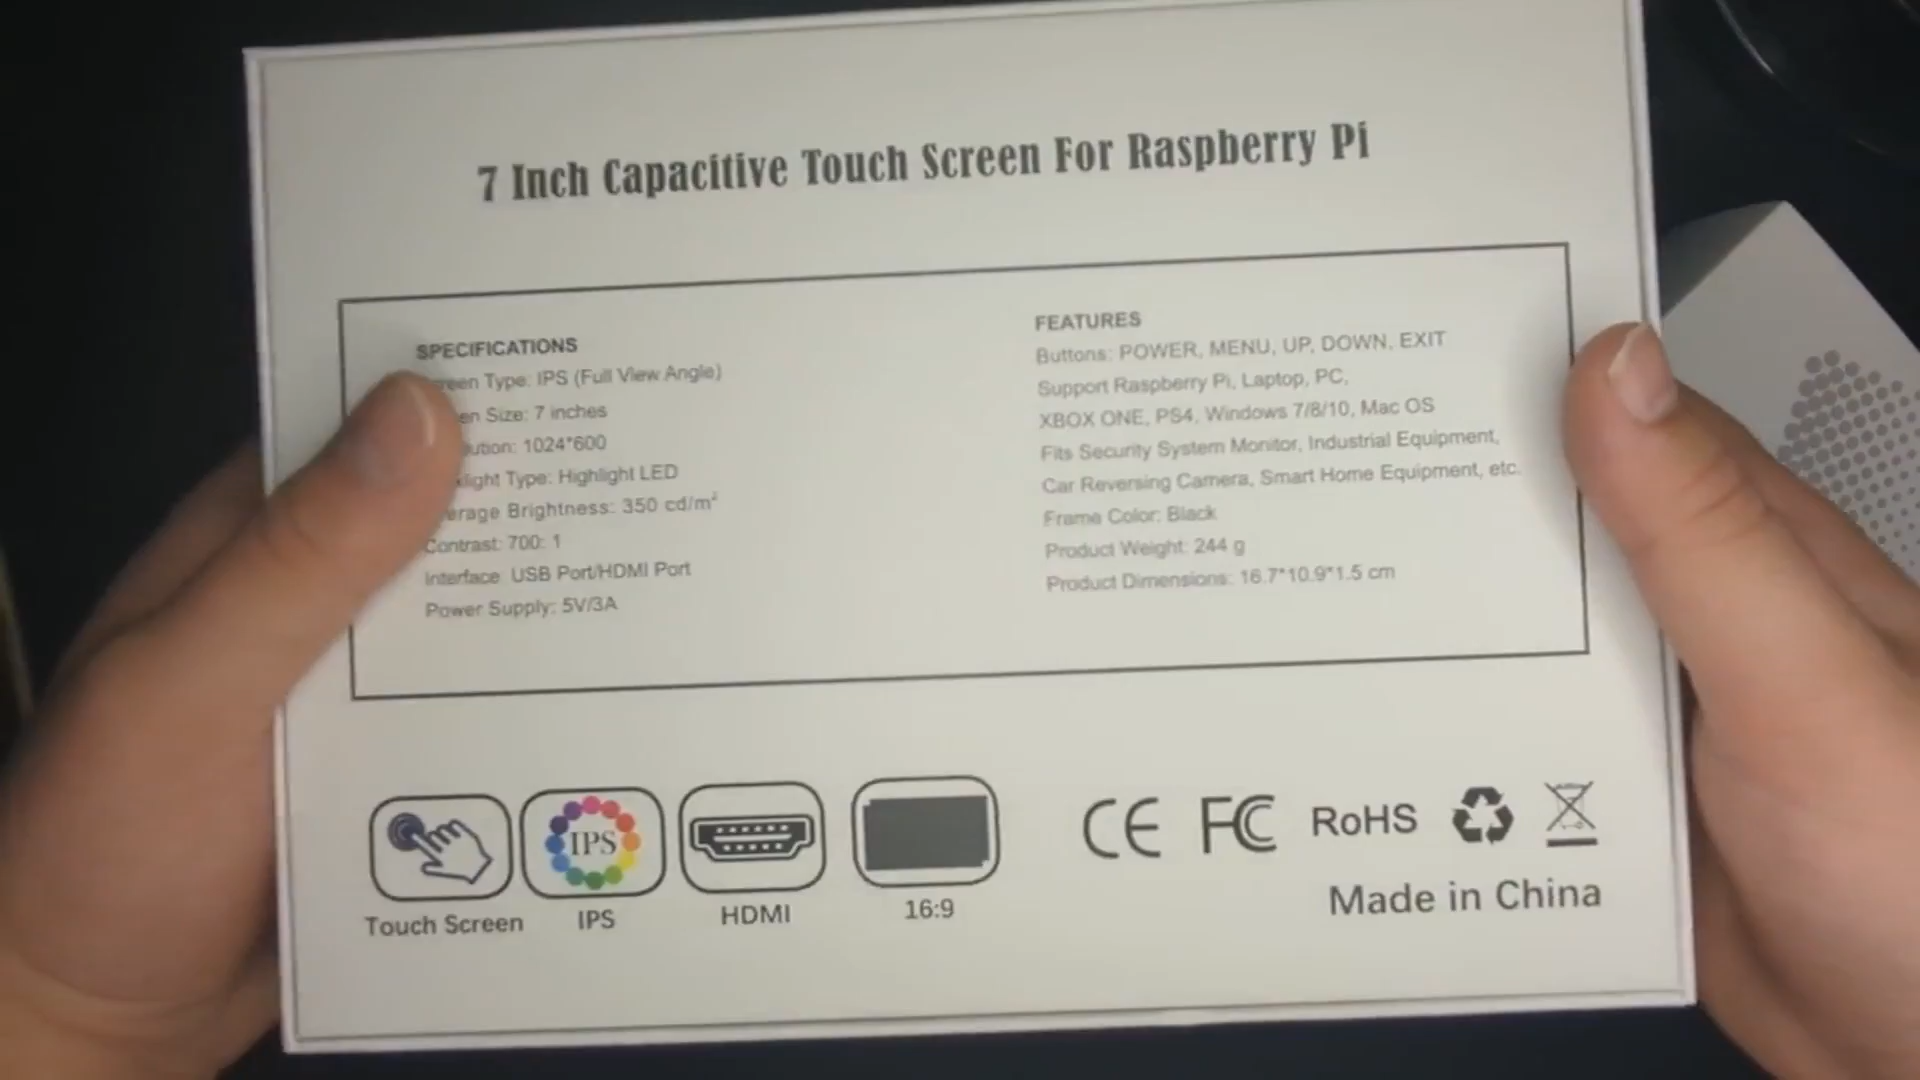 7 Inch Capacitive Touch Screen For Raspberry Pi
SPECIFICATIONS
Type: IPS (Full View Angle)
Size: 7 inches
1024*600
Type: Highlight LED
Brightness: 350 cd/m²
Contrast: 700: 1
Interface USB Port/HDMI Port
Power Supply: 5V/3A
FEATURES
Buttons: POWER, MENU, UP, DOWN, EXIT
Support Raspberry Pi, Laptop, PC,
XBOX ONE, PS4, Windows 7/8/10, Mac OS
Fits Security System Monitor, Industrial Equipment,
Car Reversing Camera, Smart Home Equipment, etc.
Frame Color: Black
Product Weight: 244 g
Product Dimensions: 16.7*10.9*1.5 cm
IPS
Touch Screen
IPS
HDMI
16:9
CE FC RoHS
Made in China